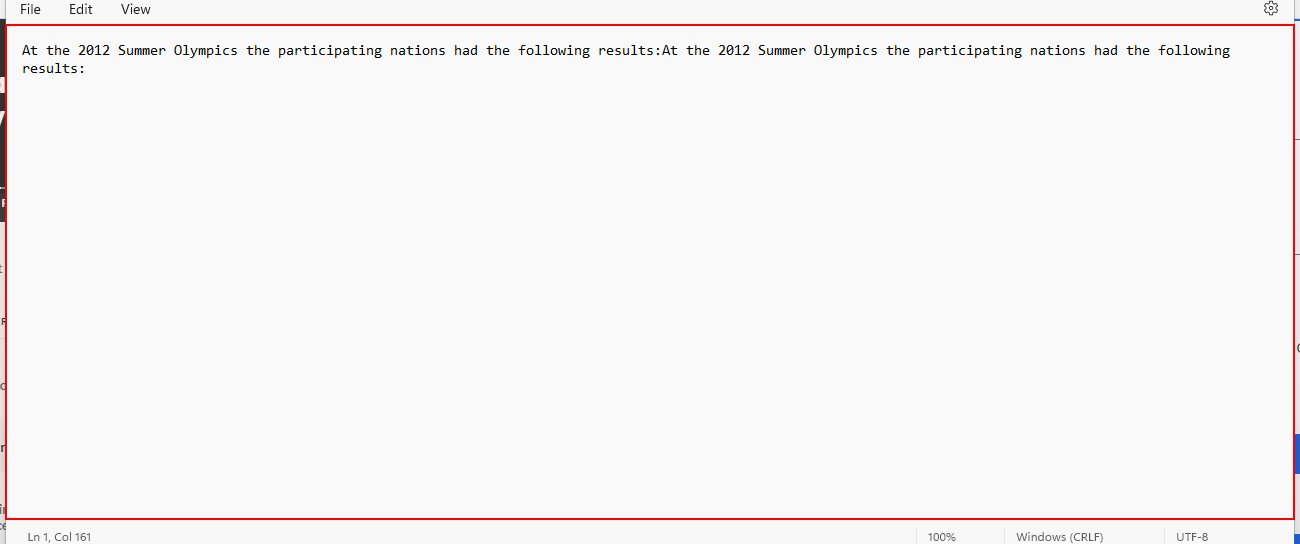 File Edit View
At the 2012 Summer Olympics the participating nations had the following results:At the 2012 Summer Olympics the participating nations had the following
results:
Ln 1, Col 161 100% Windows (CRLF) UTF-8